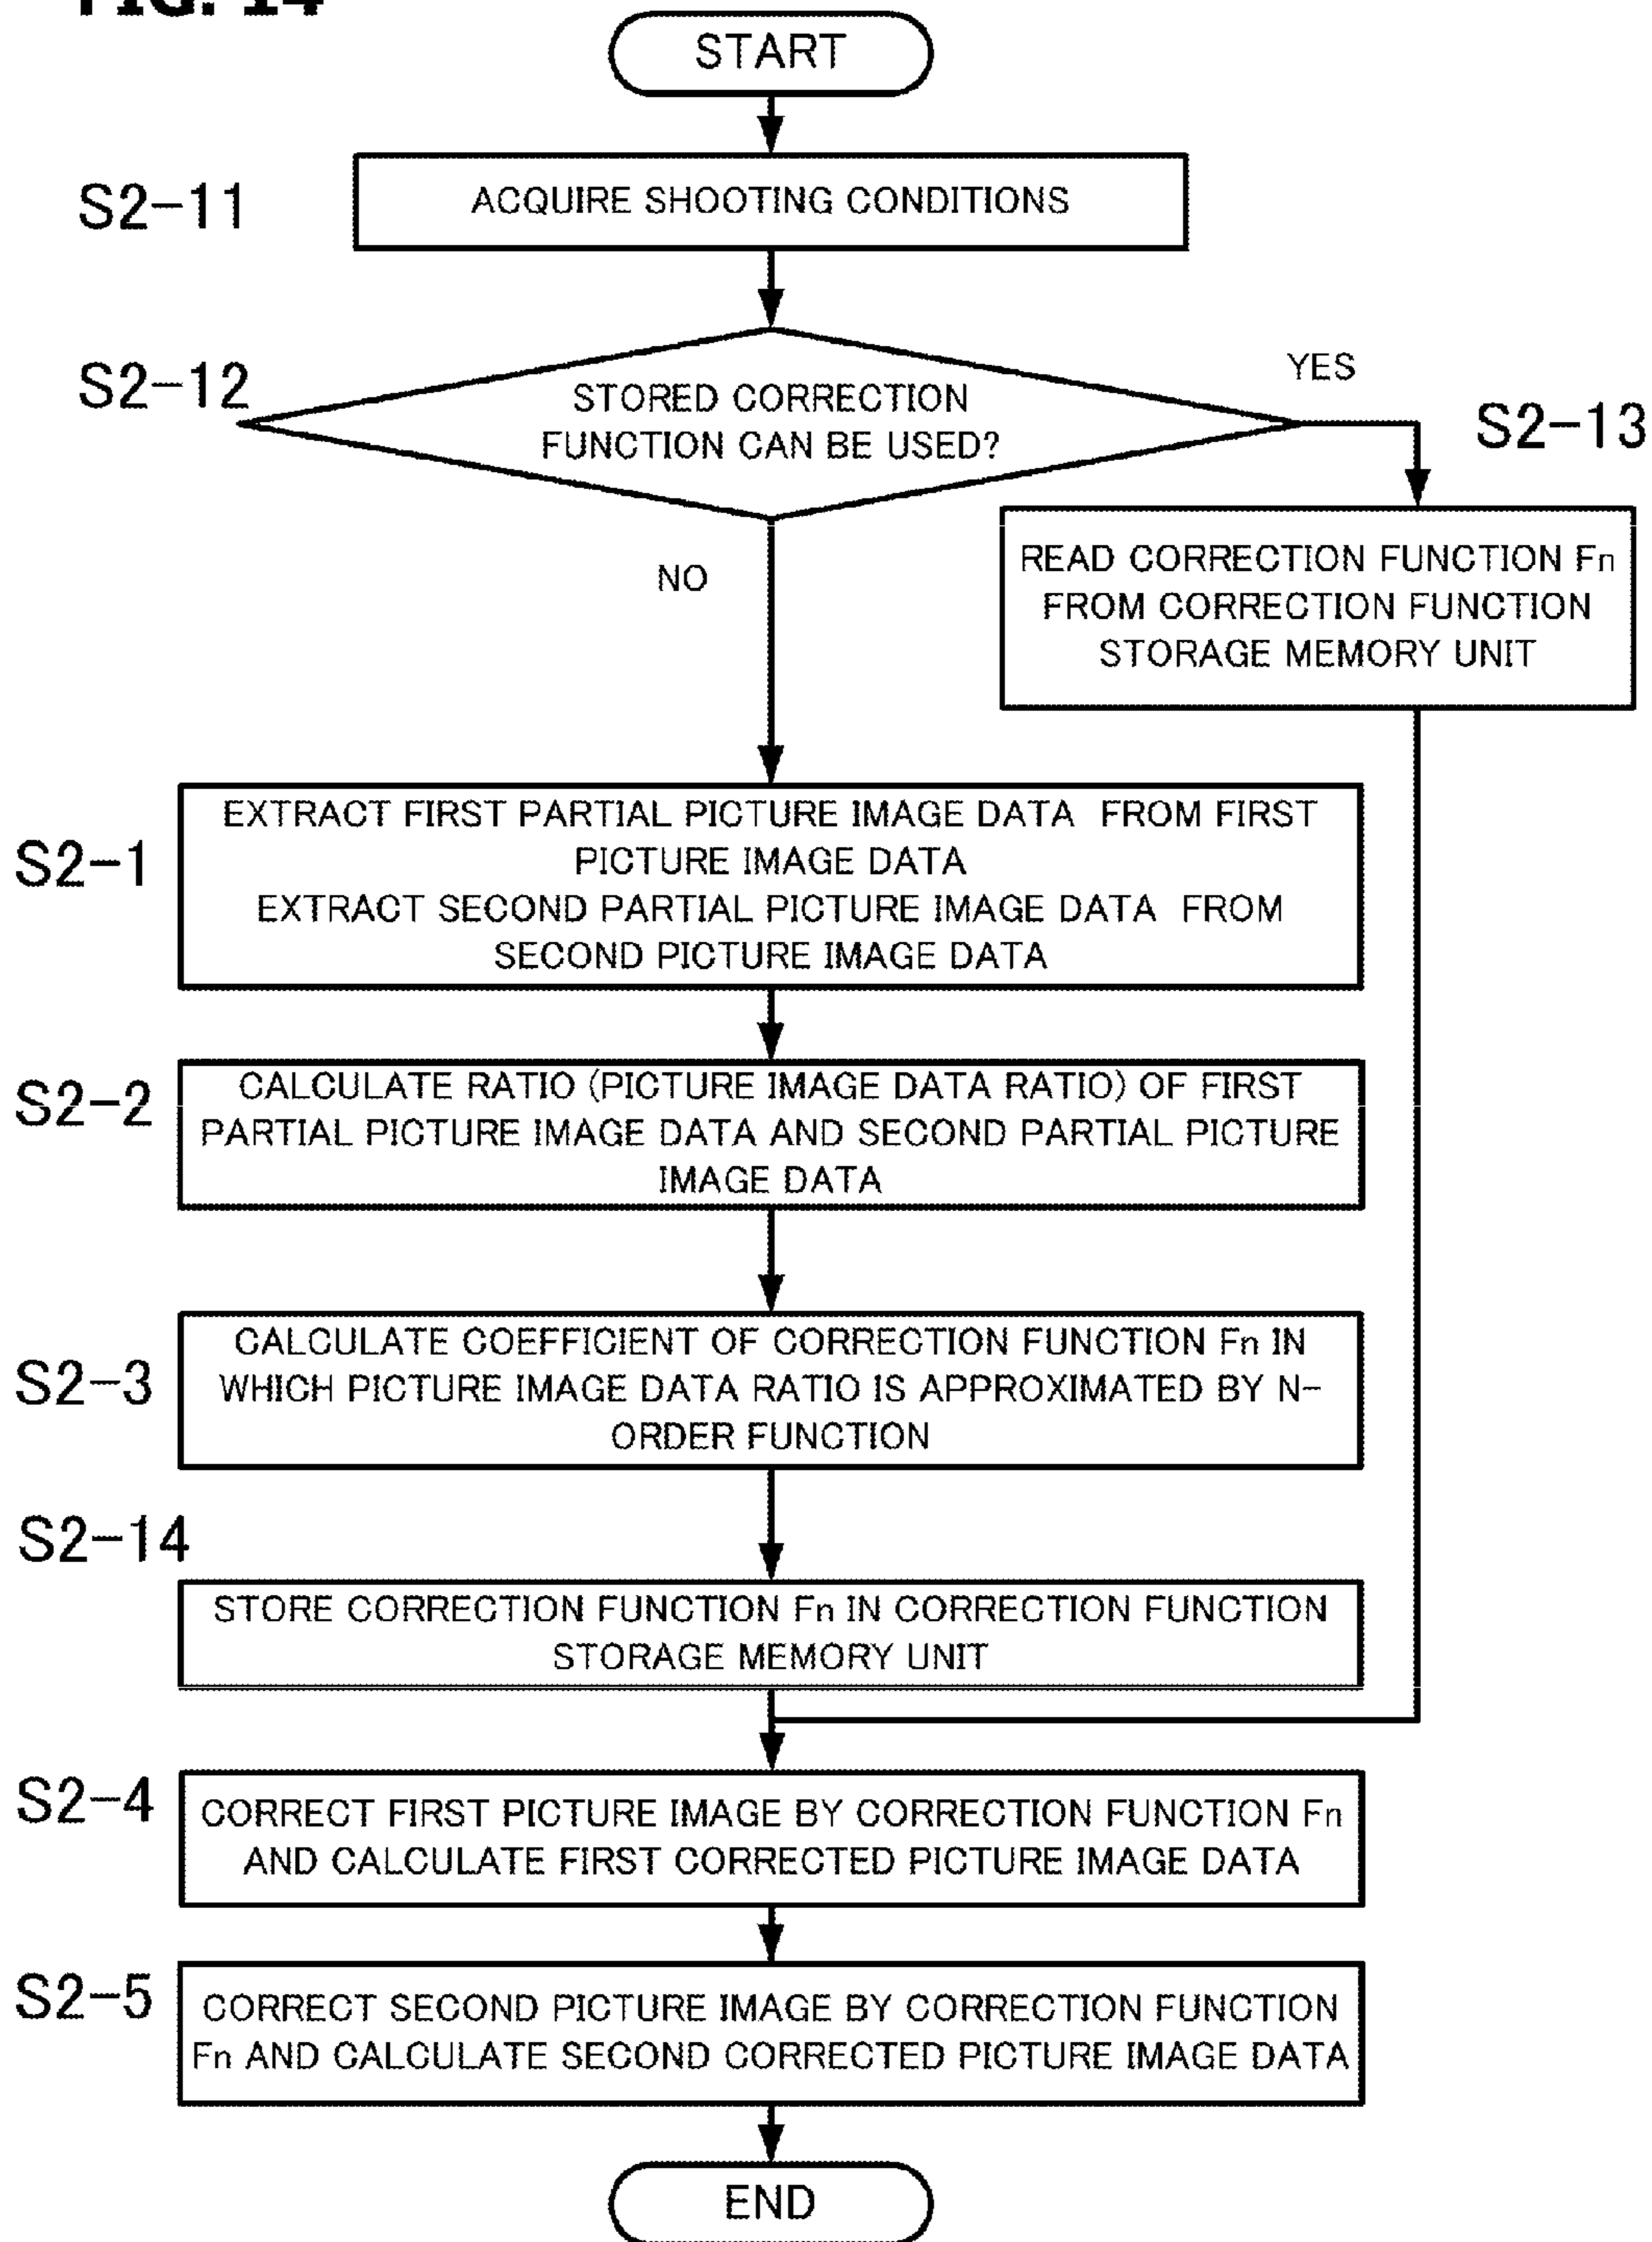 FIG. 14
START
S2-11
ACQUIRE SHOOTING CONDITIONS
S2-12
STORED CORRECTION
FUNCTION CAN BE USED?
YES
S2-13
READ CORRECTION FUNCTION Fn
FROM CORRECTION FUNCTION
STORAGE MEMORY UNIT
NO
S2-1
EXTRACT FIRST PARTIAL PICTURE IMAGE DATA FROM FIRST
PICTURE IMAGE DATA
EXTRACT SECOND PARTIAL PICTURE IMAGE DATA FROM
SECOND PICTURE IMAGE DATA
S2-2
CALCULATE RATIO (PICTURE IMAGE DATA RATIO) OF FIRST
PARTIAL PICTURE IMAGE DATA AND SECOND PARTIAL PICTURE
IMAGE DATA
S2-3
CALCULATE COEFFICIENT OF CORRECTION FUNCTION Fn IN
WHICH PICTURE IMAGE DATA RATIO IS APPROXIMATED BY N-
ORDER FUNCTION
S2-14
STORE CORRECTION FUNCTION Fn IN CORRECTION FUNCTION
STORAGE MEMORY UNIT
S2-4
CORRECT FIRST PICTURE IMAGE BY CORRECTION FUNCTION Fn
AND CALCULATE FIRST CORRECTED PICTURE IMAGE DATA
S2-5
CORRECT SECOND PICTURE IMAGE BY CORRECTION FUNCTION
Fn AND CALCULATE SECOND CORRECTED PICTURE IMAGE DATA
END